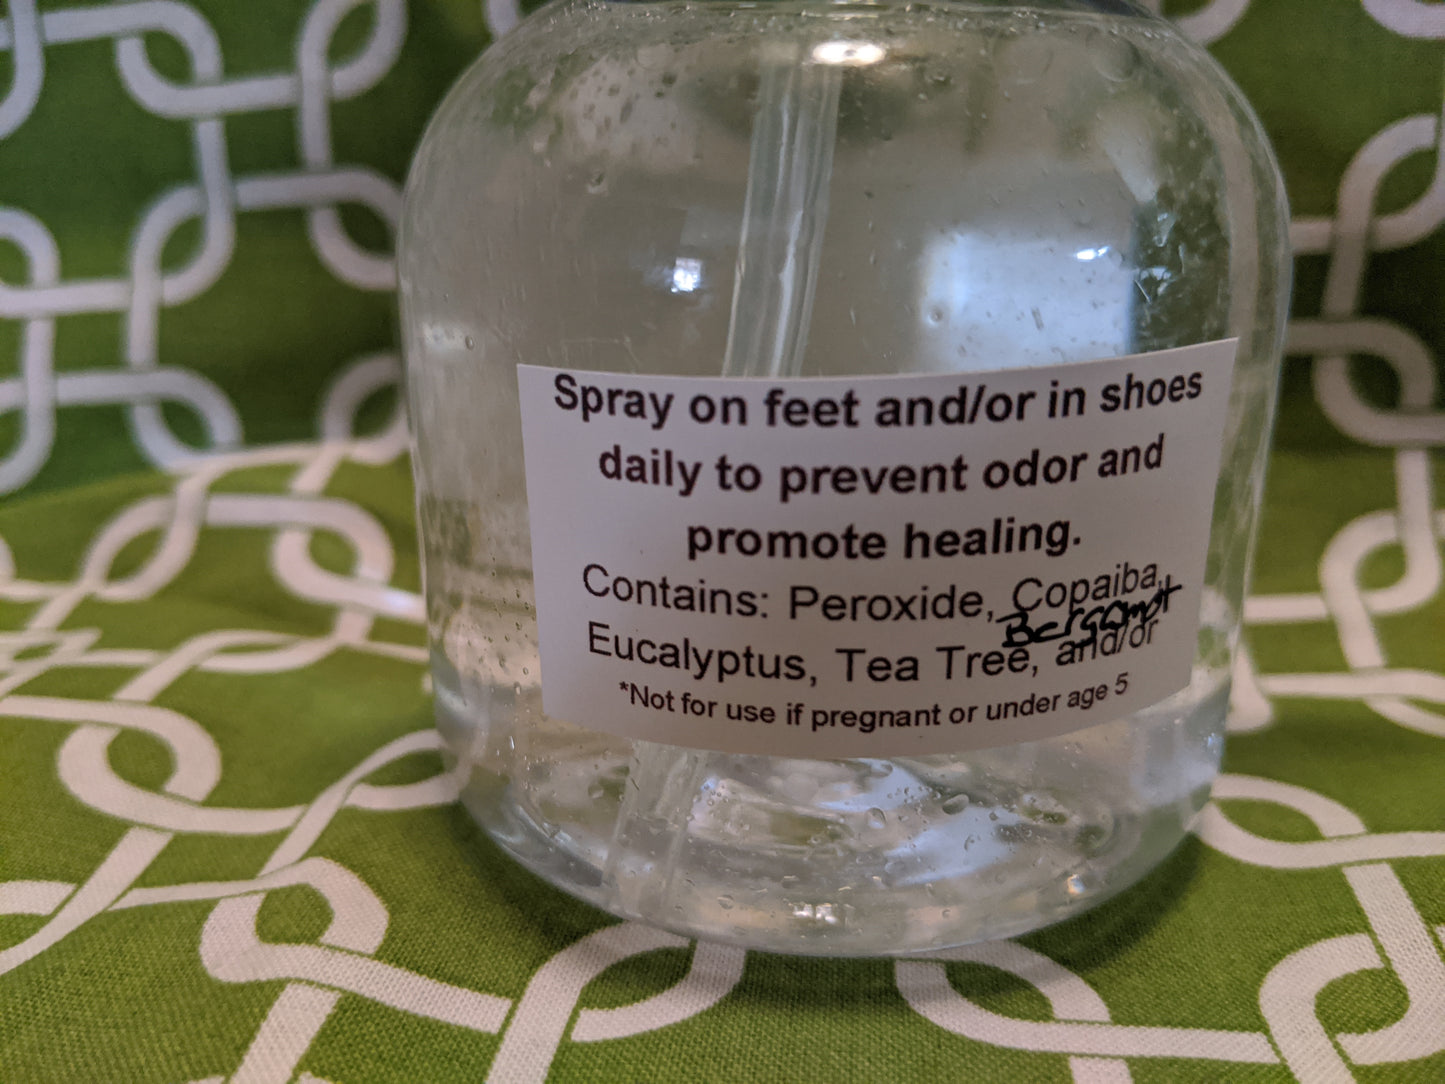 Spray on feet and/or in shoes
daily to prevent odor and
promote healing.
Contains: Peroxide, Copaiba,
Bergamot
Eucalyptus, Tea Tree, and/or
*Not for use if pregnant or under age 5